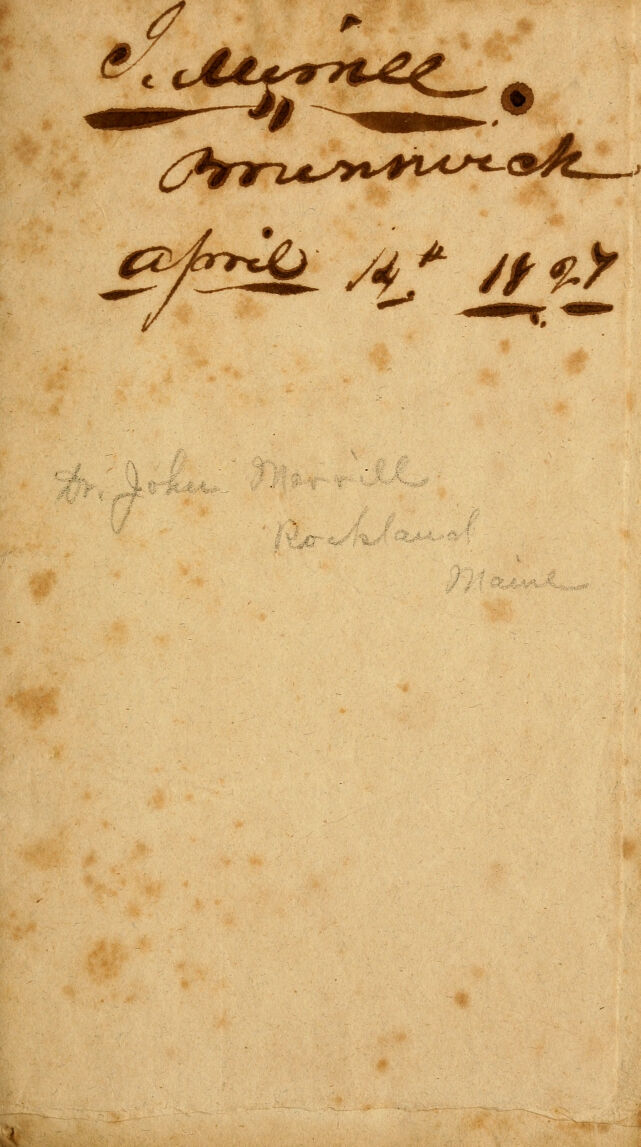 J. Merrill.
Brunswick
April 14th 1827
Dr. John Merrill
Rockland
Maine